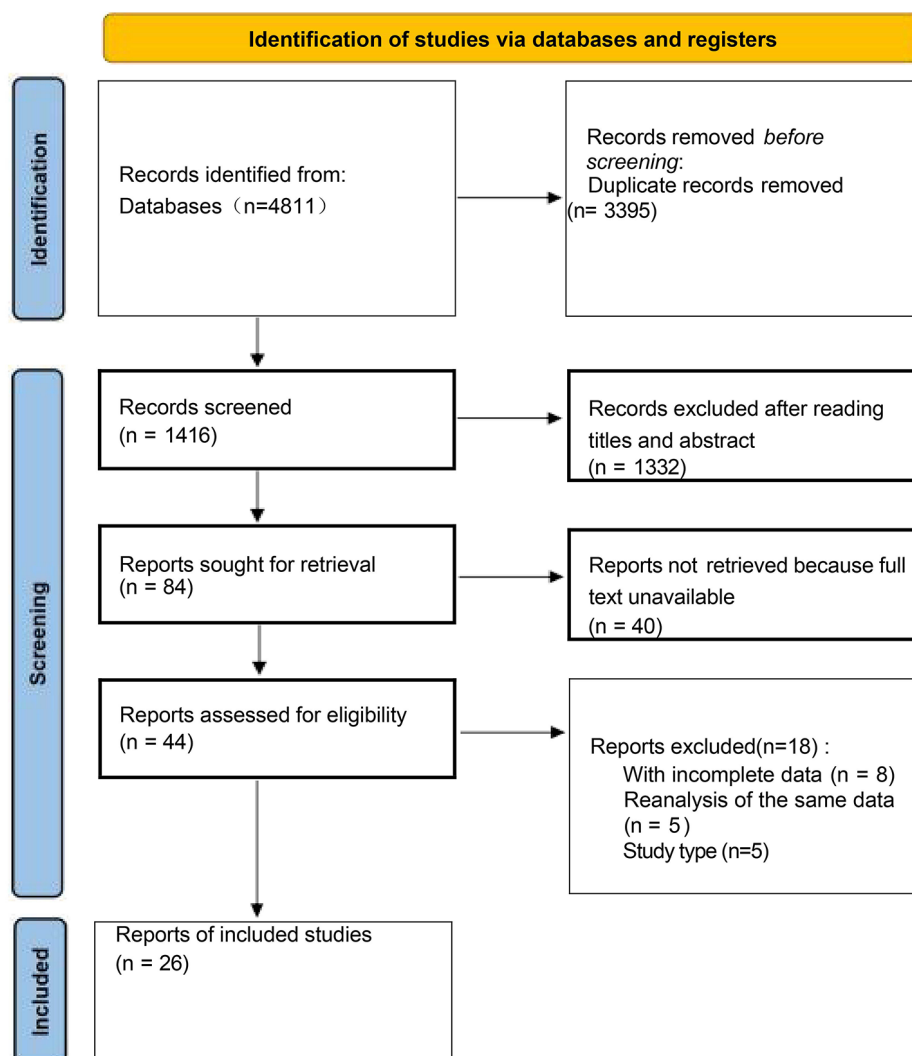 Identification of studies via databases and registers
Identification
Records identified from:
Databases（n=4811）
Records removed before
screening:
Duplicate records removed
(n= 3395)
Screening
Records screened
(n = 1416)
Records excluded after reading
titles and abstract
(n = 1332)
Reports sought for retrieval
(n = 84)
Reports not retrieved because full
text unavailable
(n = 40)
Reports assessed for eligibility
(n = 44)
Reports excluded(n=18) :
With incomplete data (n = 8)
Reanalysis of the same data
(n = 5)
Study type (n=5)
Included
Reports of included studies
(n = 26)